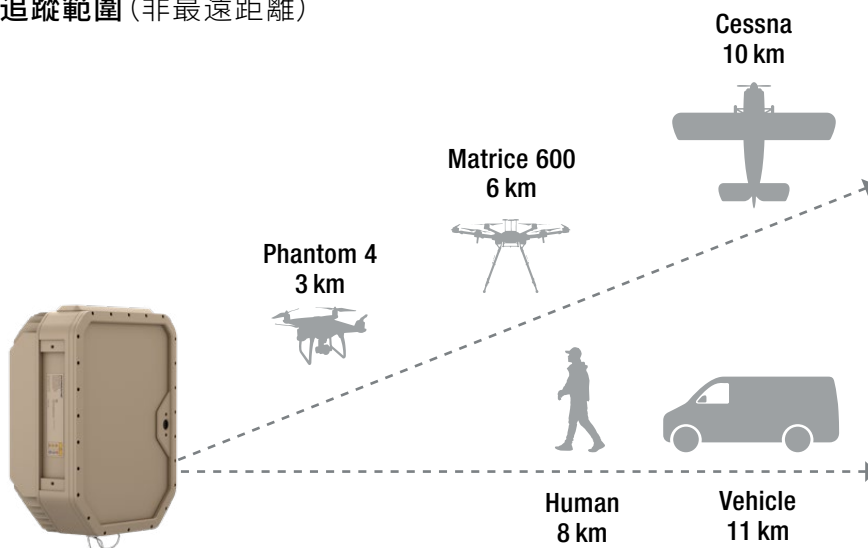 追蹤範圍(非最遠距離)
Cessna
10 km
Matrice 600
6 km
Phantom 4
3 km
Human
8 km
Vehicle
11 km